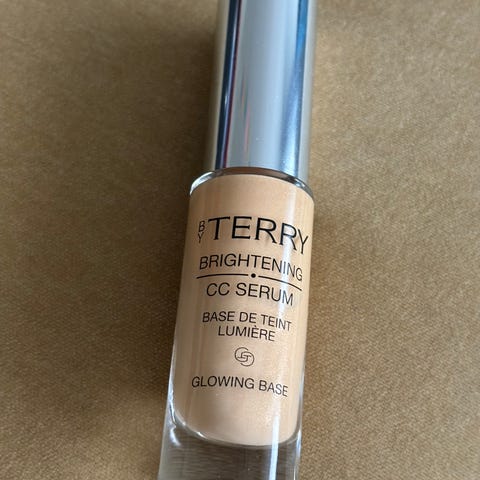 BY TERRY
BRIGHTENING
CC SERUM
BASE DE TEINT
LUMIÈRE
GLOWING BASE